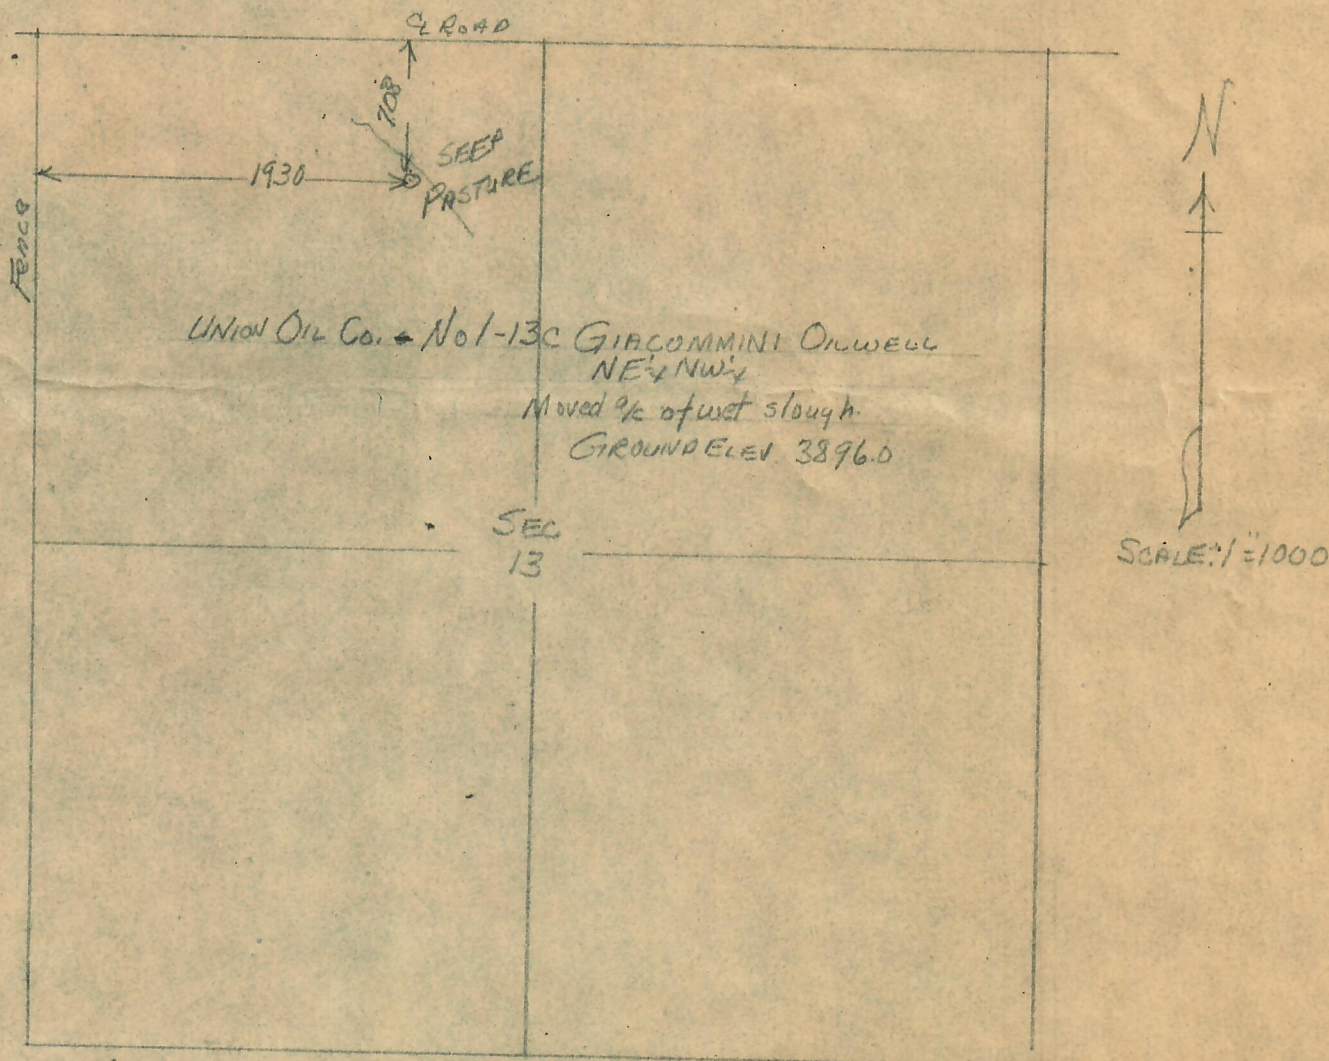 ℄ ROAD
708
SEEP
PASTURE
1930
Fence
N
UNION OIL Co. - No 1-13C GIACOMMINI OILWELL
NE¼ NW¼
Moved a/c of wet slough.
GROUND ELEV 3896.0
SEC
13
SCALE: 1"=1000